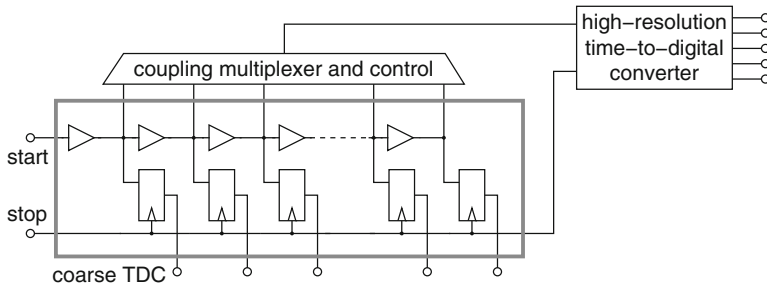 high−resolution
time−to−digital
converter
coupling multiplexer and control
start
stop
coarse TDC